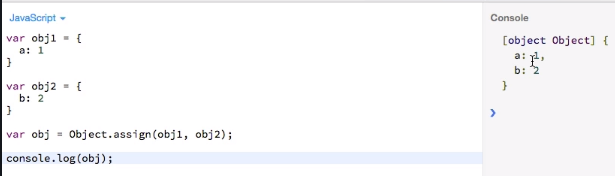 JavaScript
Console
var obj1 = {
  a: 1
}
var obj2 = {
  b: 2
}
var obj = Object.assign(obj1, obj2);
console.log(obj);
[object Object] {
  a: 1,
  b: 2
}